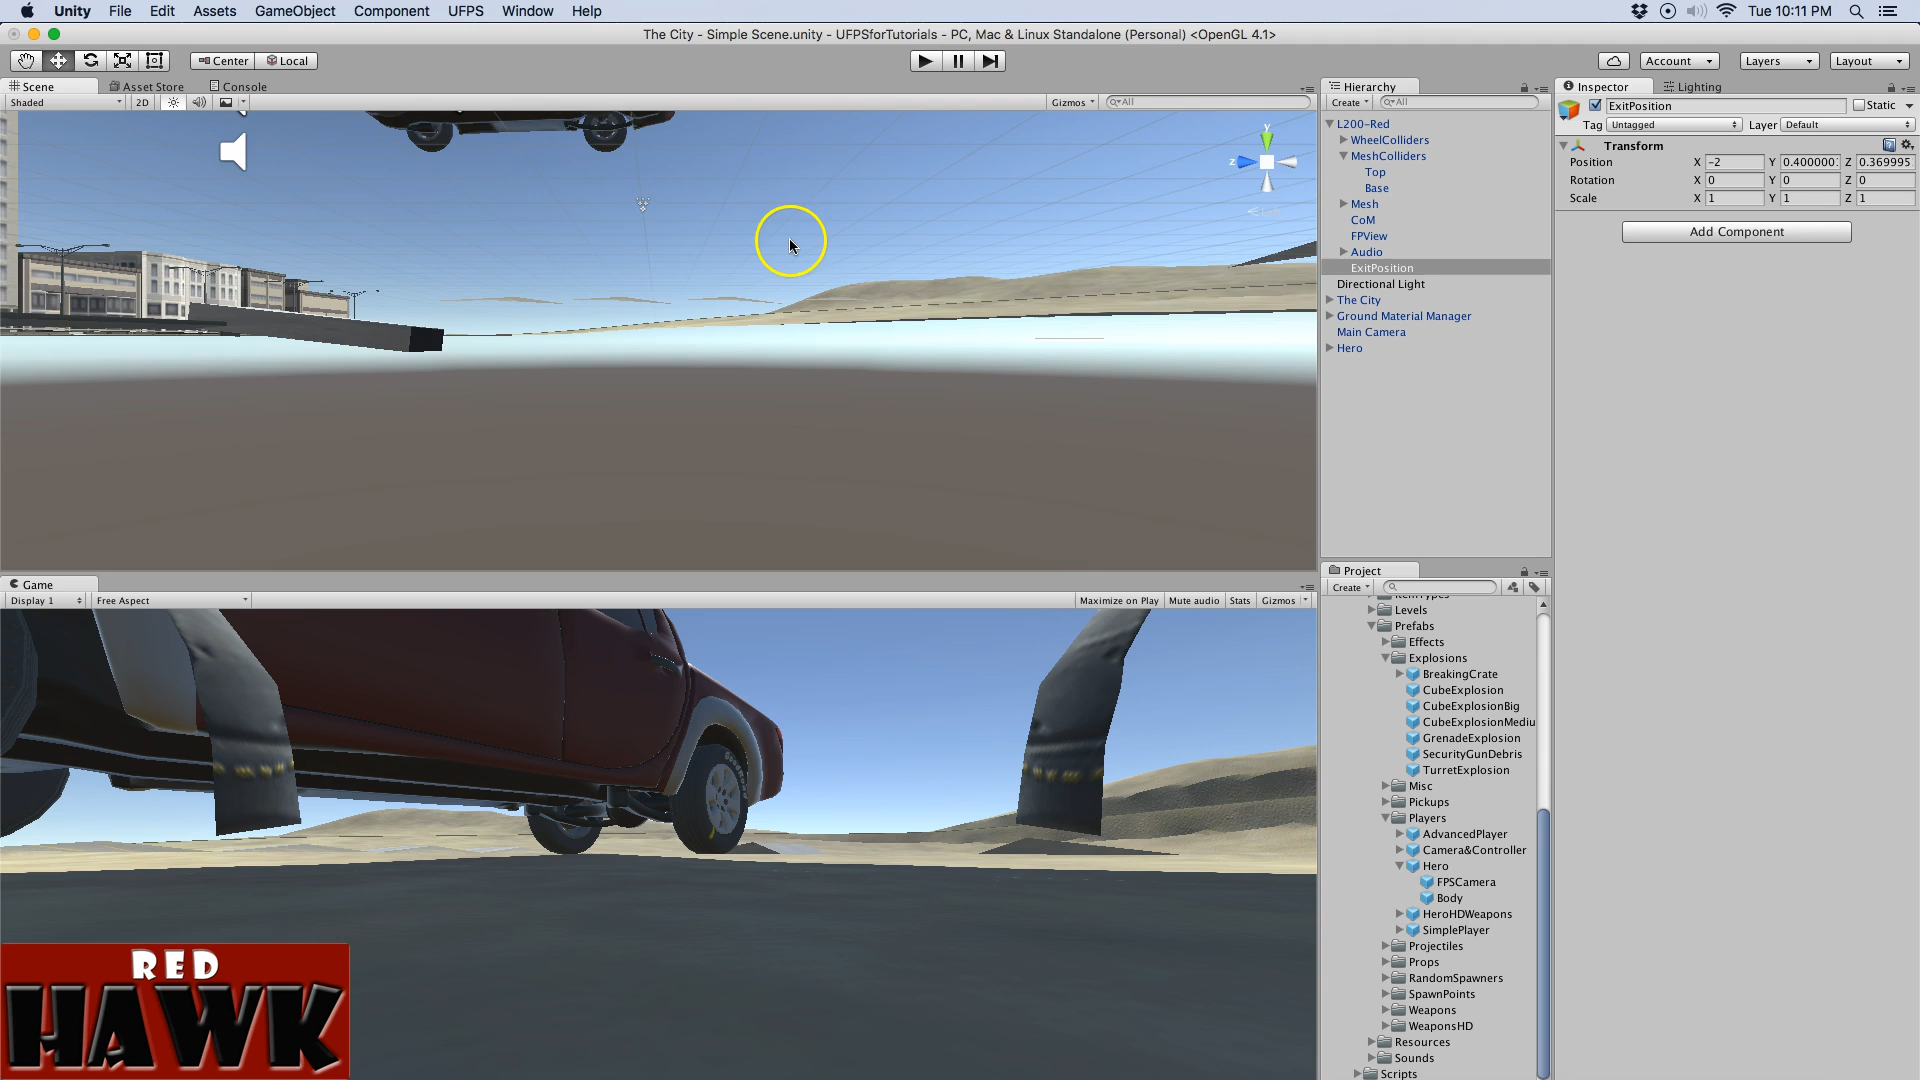 Unity File Edit Assets GameObject Component UFPS Window Help Tue 10:11 PM
The City - Simple Scene.unity - UFPSforTutorials - PC, Mac & Linux Standalone (Personal) <OpenGL 4.1>
Center Local Account Layers Layout
Scene Asset Store Console
Shaded 2D Gizmos All
y
z
Hierarchy
Create All
L200-Red
WheelColliders
MeshColliders
Top
Base
Mesh
CoM
FPView
Audio
ExitPosition
Directional Light
The City
Ground Material Manager
Main Camera
Hero
Inspector Lighting
ExitPosition Static
Tag Untagged Layer Default
Transform
Position X -2 Y 0.400000: Z 0.369995
Rotation X 0 Y 0 Z 0
Scale X 1 Y 1 Z 1
Add Component
Game
Display 1 Free Aspect Maximize on Play Mute audio Stats Gizmos
RED
HAWK
Project
Create
Levels
Prefabs
Effects
Explosions
BreakingCrate
CubeExplosion
CubeExplosionBig
CubeExplosionMediu
GrenadeExplosion
SecurityGunDebris
TurretExplosion
Misc
Pickups
Players
AdvancedPlayer
Camera&Controller
Hero
FPSCamera
Body
HeroHDWeapons
SimplePlayer
Projectiles
Props
RandomSpawners
SpawnPoints
Weapons
WeaponsHD
Resources
Sounds
Scripts